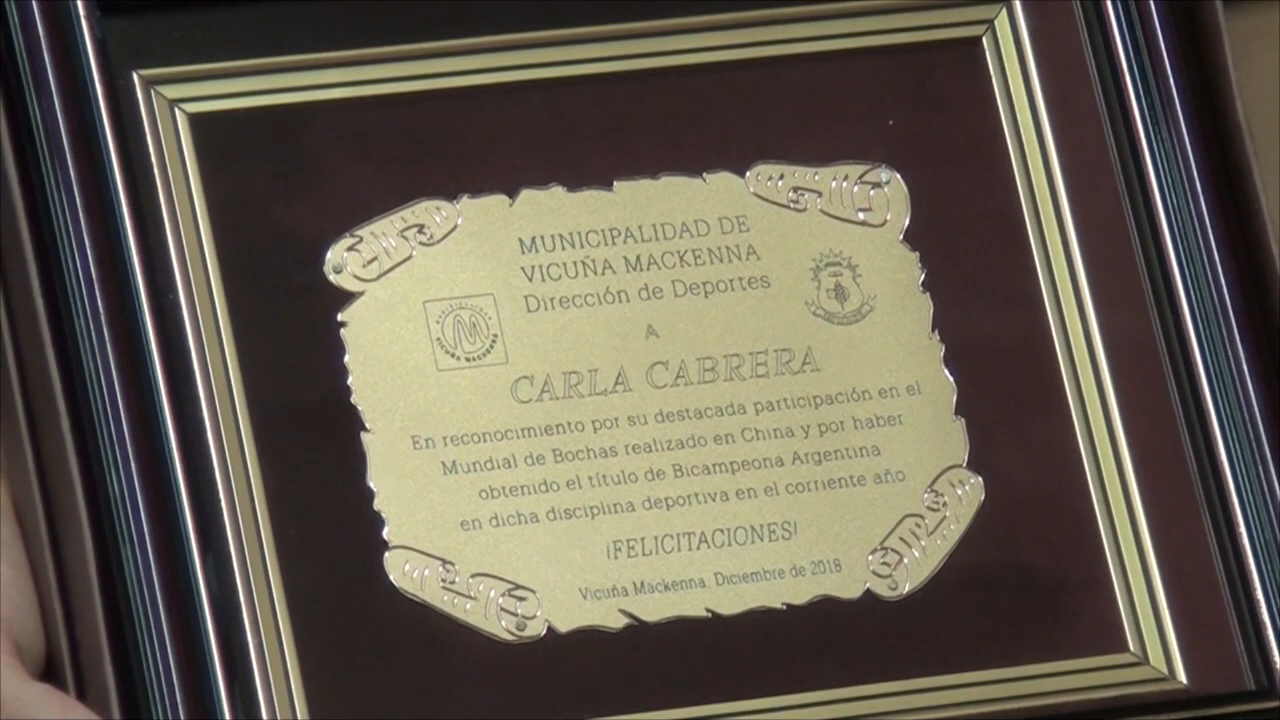 MUNICIPALIDAD DE
VICUÑA MACKENNA
Dirección de Deportes
VICUÑA MACKENNA
A
CARLA CABRERA
En reconocimiento por su destacada participación en el
Mundial de Bochas realizado en China y por haber
obtenido el título de Bicampeona Argentina
en dicha disciplina deportiva en el corriente año
¡FELICITACIONES!
Vicuña Mackenna, Diciembre de 2018